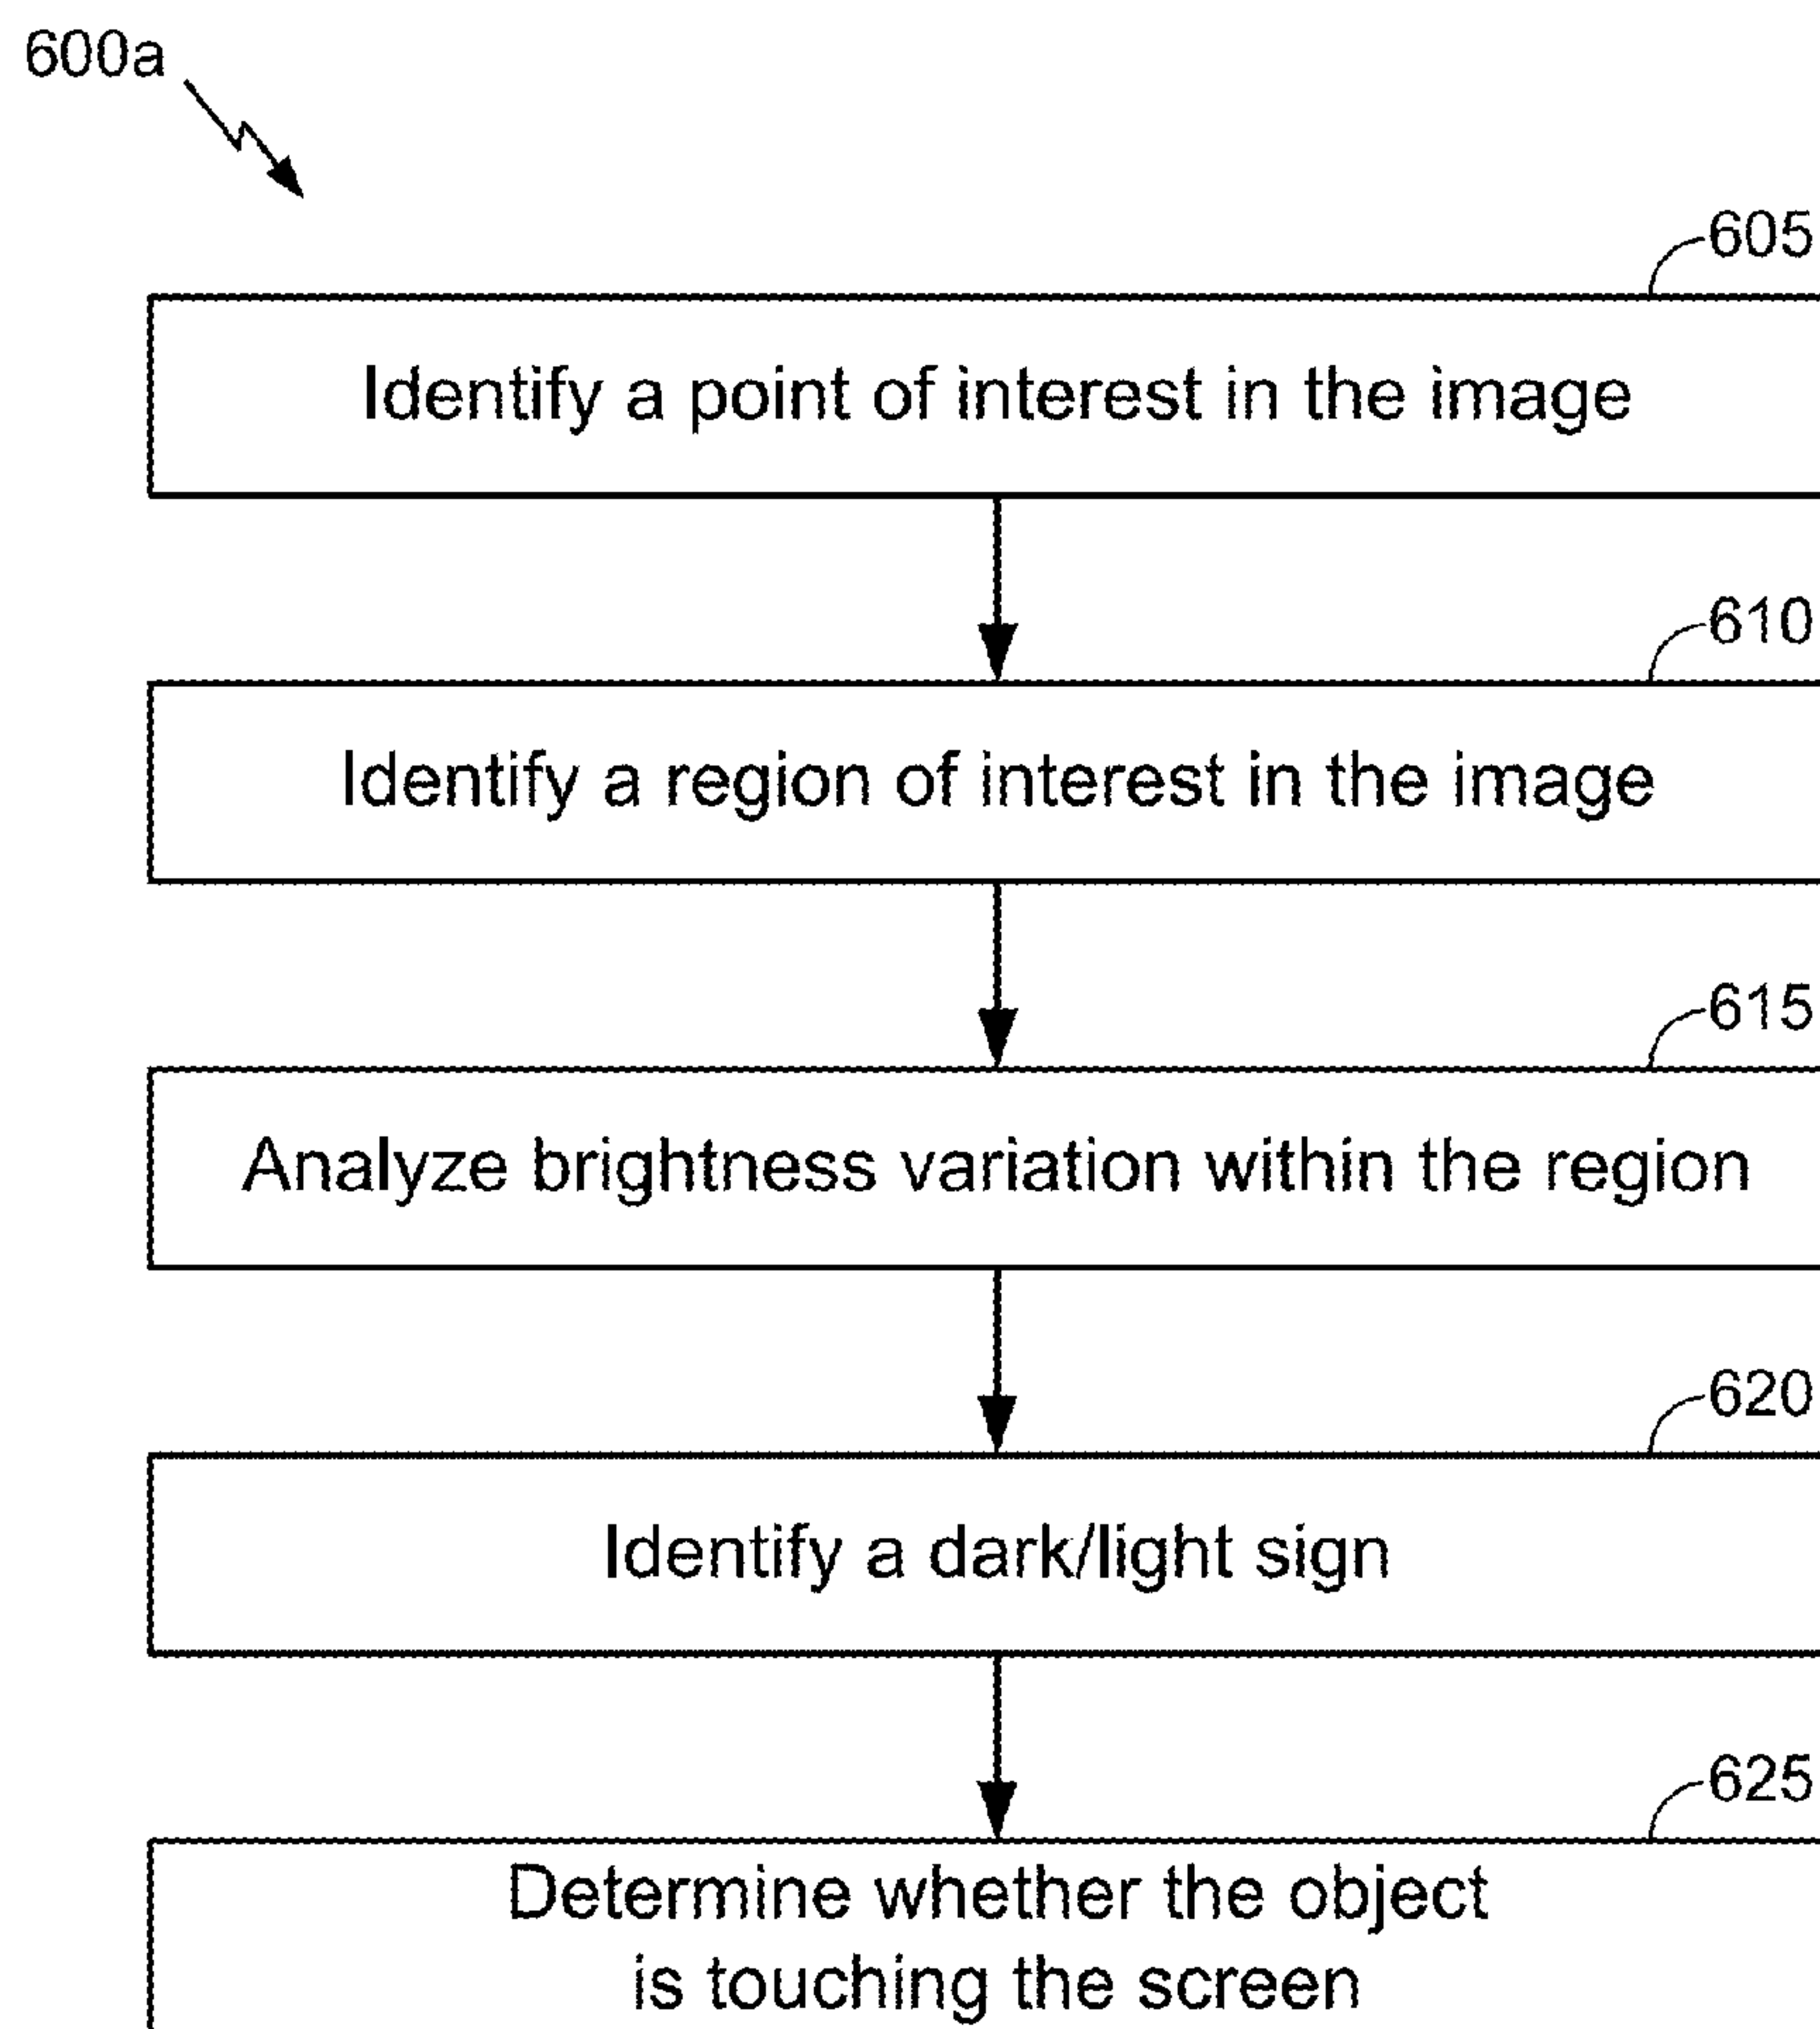 600a
605
Identify a point of interest in the image
610
Identify a region of interest in the image
615
Analyze brightness variation within the region
620
Identify a dark/light sign
625
Determine whether the object
is touching the screen